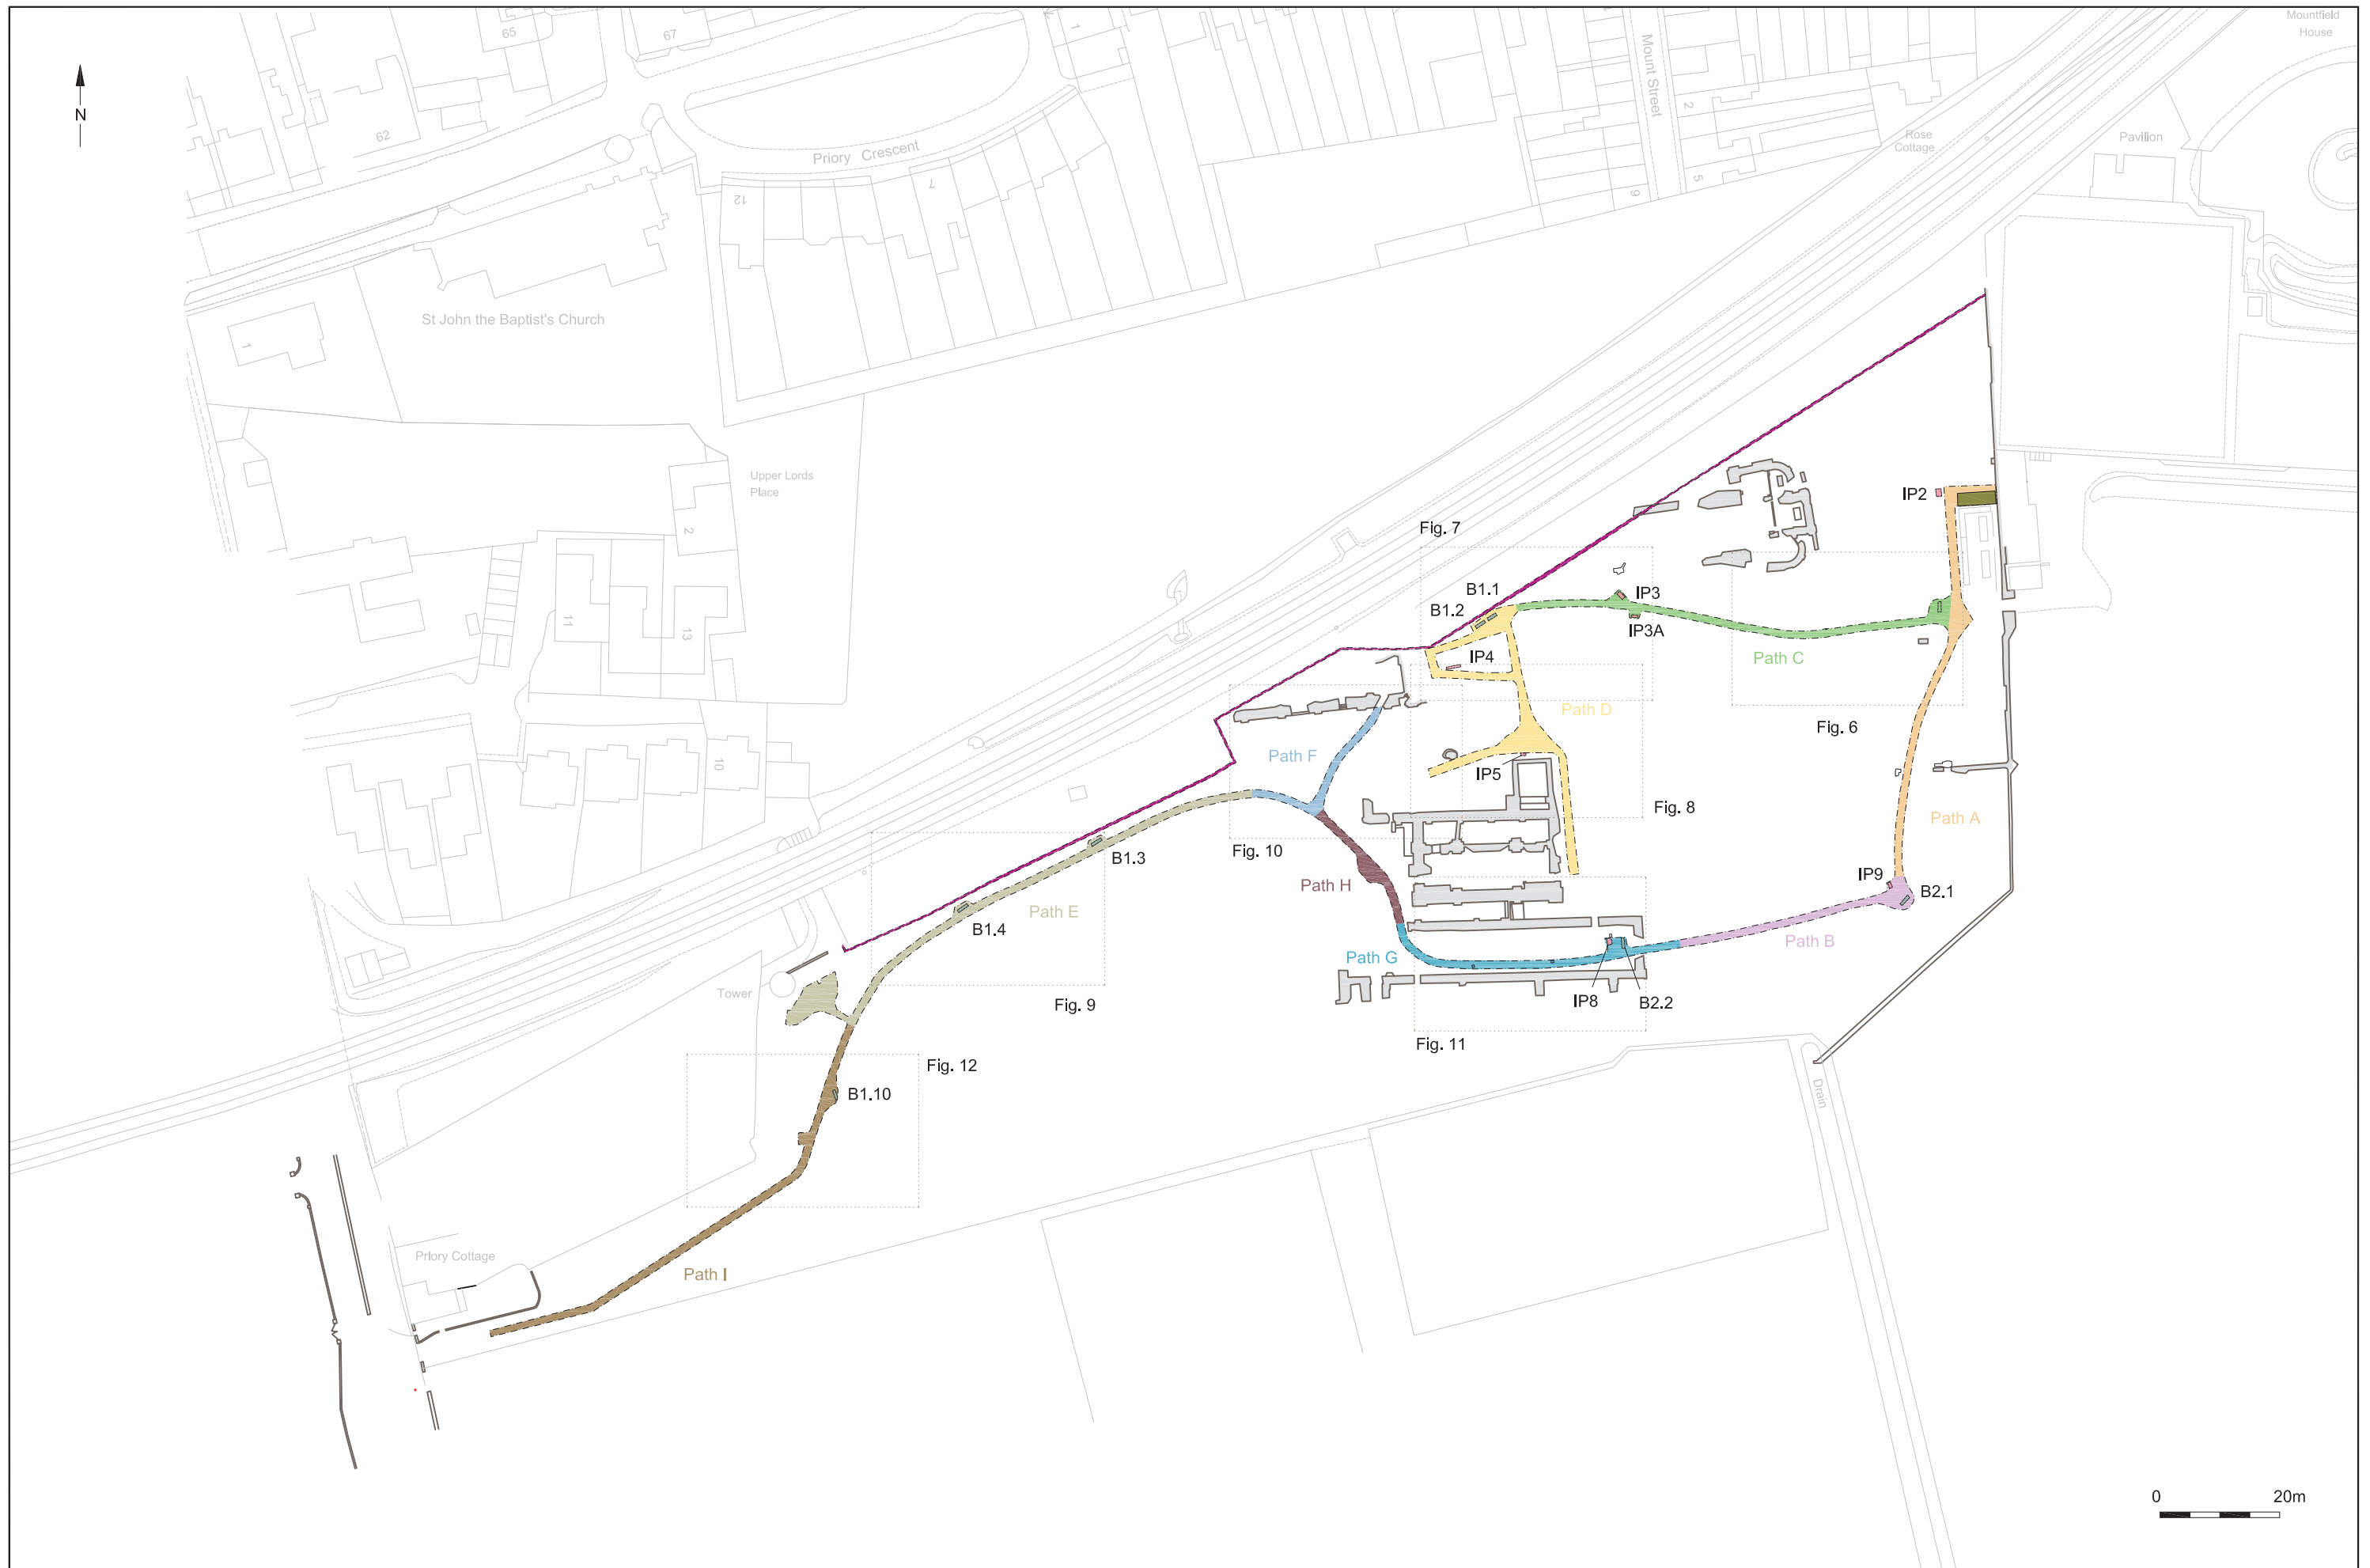 65
67
1
Mountfield
House
N
62
Mount Street
2
Rose
Cottage
Pavilion
Priory Crescent
7
12
5
9
St John the Baptist's Church
1
Upper Lords
Place
2
IP2
Fig. 7
B1.1
IP3
B1.2
11
13
IP3A
IP4
Path C
Path D
Fig. 6
Path F
10
IP5
Fig. 8
Path A
Fig. 10
B1.3
IP9
Path H
B2.1
Path E
B1.4
Path B
Path G
Tower
Fig. 9
IP8
B2.2
Fig. 11
Fig. 12
B1.10
Drain
Priory Cottage
Path I
0 20m